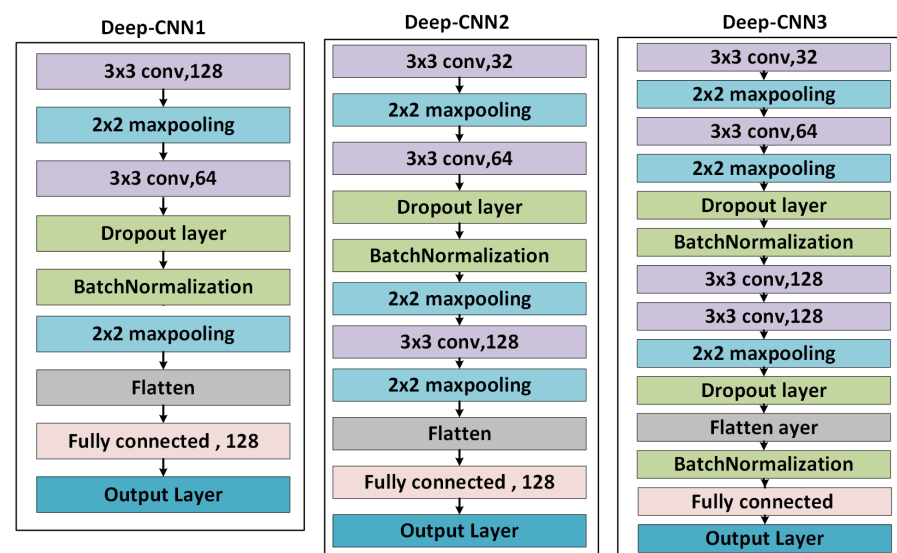 Deep-CNN1
3x3 conv,128
2x2 maxpooling
3x3 conv,64
Dropout layer
BatchNormalization
2x2 maxpooling
Flatten
Fully connected , 128
Output Layer
Deep-CNN2
3x3 conv,32
2x2 maxpooling
3x3 conv,64
Dropout layer
BatchNormalization
2x2 maxpooling
3x3 conv,128
2x2 maxpooling
Flatten
Fully connected , 128
Output Layer
Deep-CNN3
3x3 conv,32
2x2 maxpooling
3x3 conv,64
2x2 maxpooling
Dropout layer
BatchNormalization
3x3 conv,128
3x3 conv,128
2x2 maxpooling
Dropout layer
Flatten ayer
BatchNormalization
Fully connected
Output Layer